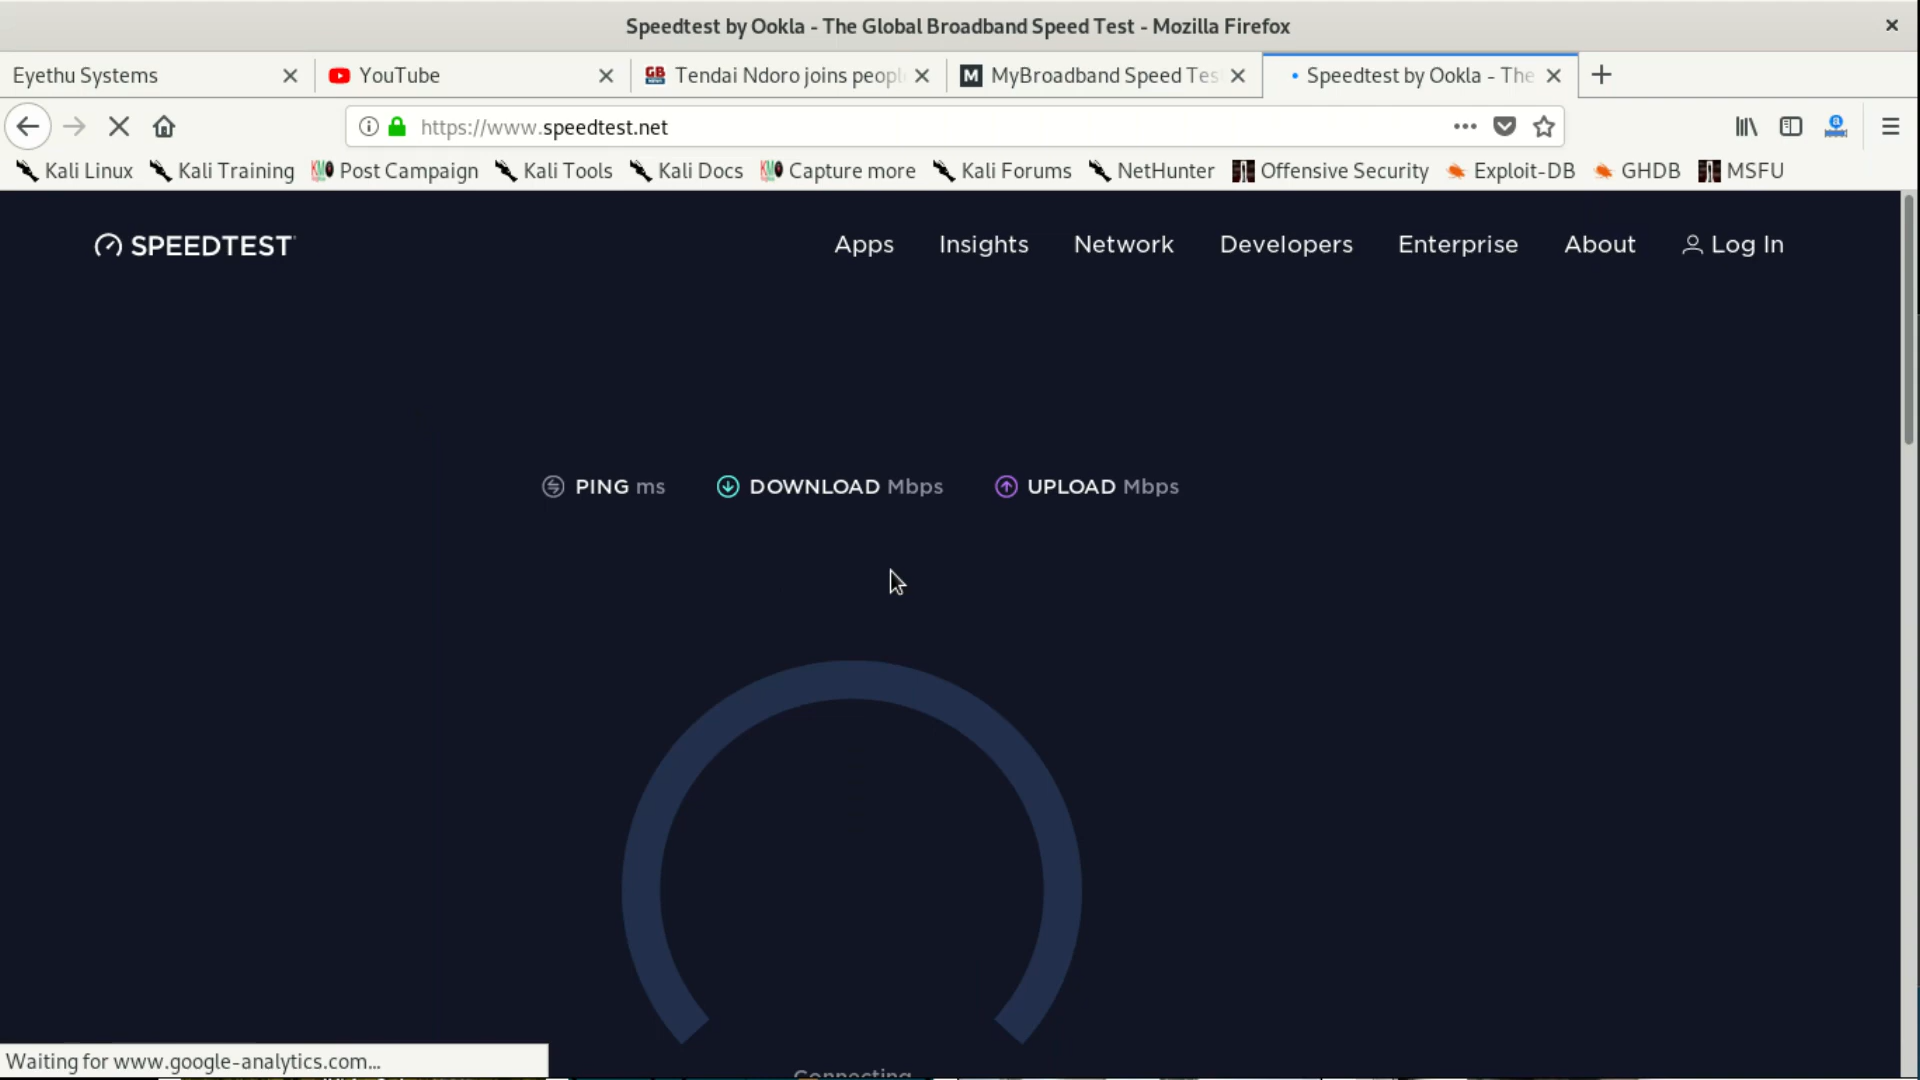 Speedtest by Ookla - The Global Broadband Speed Test - Mozilla Firefox
Eyethu Systems
YouTube
GB Tendai Ndoro joins peopl
M MyBroadband Speed Tes
Speedtest by Ookla - The
https://www.speedtest.net
Kali Linux Kali Training Post Campaign Kali Tools Kali Docs Capture more Kali Forums NetHunter Offensive Security Exploit-DB GHDB MSFU
SPEEDTEST Apps Insights Network Developers Enterprise About Log In
PING ms DOWNLOAD Mbps UPLOAD Mbps
Connecting
Waiting for www.google-analytics.com...